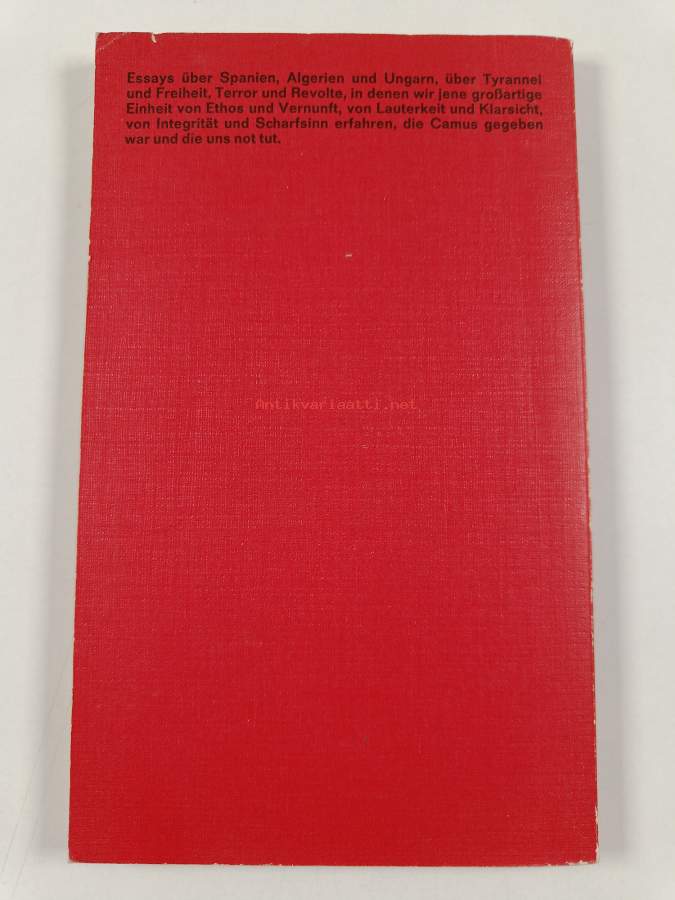 Essays über Spanien, Algerien und Ungarn, über Tyrannei
und Freiheit, Terror und Revolte, in denen wir jene großartige
Einheit von Ethos und Vernunft, von Lauterkeit und Klarsicht,
von Integrität und Scharfsinn erfahren, die Camus gegeben
war und die uns not tut.
Antikvariaatti.net